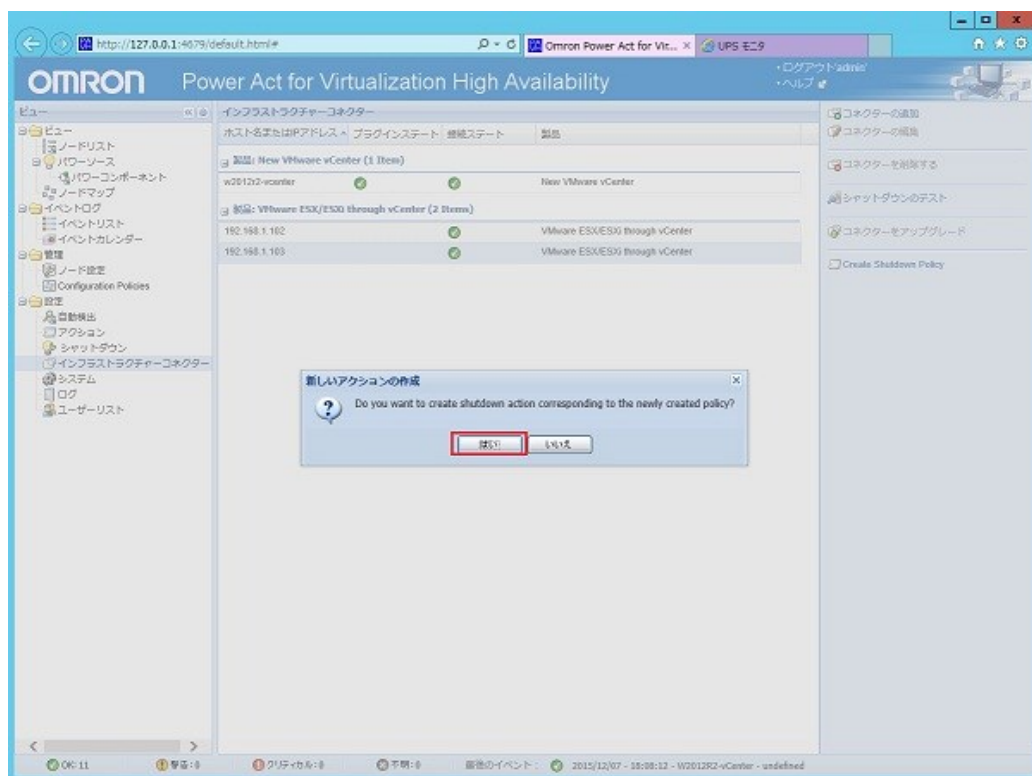 http://127.0.0.1:4679/default.html#
Omron Power Act for Vir...
UPS モニタ
OMRON
Power Act for Virtualization High Availability
・ログアウト'admin'
・ヘルプ
ビュー
ビュー
ノードリスト
パワーソース
パワーコンポーネント
ノードマップ
イベントログ
イベントリスト
イベントカレンダー
管理
ノード設定
Configuration Policies
設定
自動検出
アクション
シャットダウン
インフラストラクチャーコネクター
システム
ログ
ユーザーリスト
インフラストラクチャーコネクター
ホスト名またはIPアドレス プラグインステート 接続ステート 製品
製品: New VMware vCenter (1 Item)
w2012r2-vcenter New VMware vCenter
製品: VMware ESX/ESXi through vCenter (2 Items)
192.168.1.102 VMware ESX/ESXi through vCenter
192.168.1.103 VMware ESX/ESXi through vCenter
コネクターの追加
コネクターの編集
コネクターを削除する
シャットダウンのテスト
コネクターをアップグレード
Create Shutdown Policy
新しいアクションの作成
Do you want to create shutdown action corresponding to the newly created policy?
はい
いいえ
OK: 11 警告: 0 クリティカル: 0 不明: 0 最後のイベント: 2015/12/07 - 18:08:12 - W2012R2-vCenter - undefined